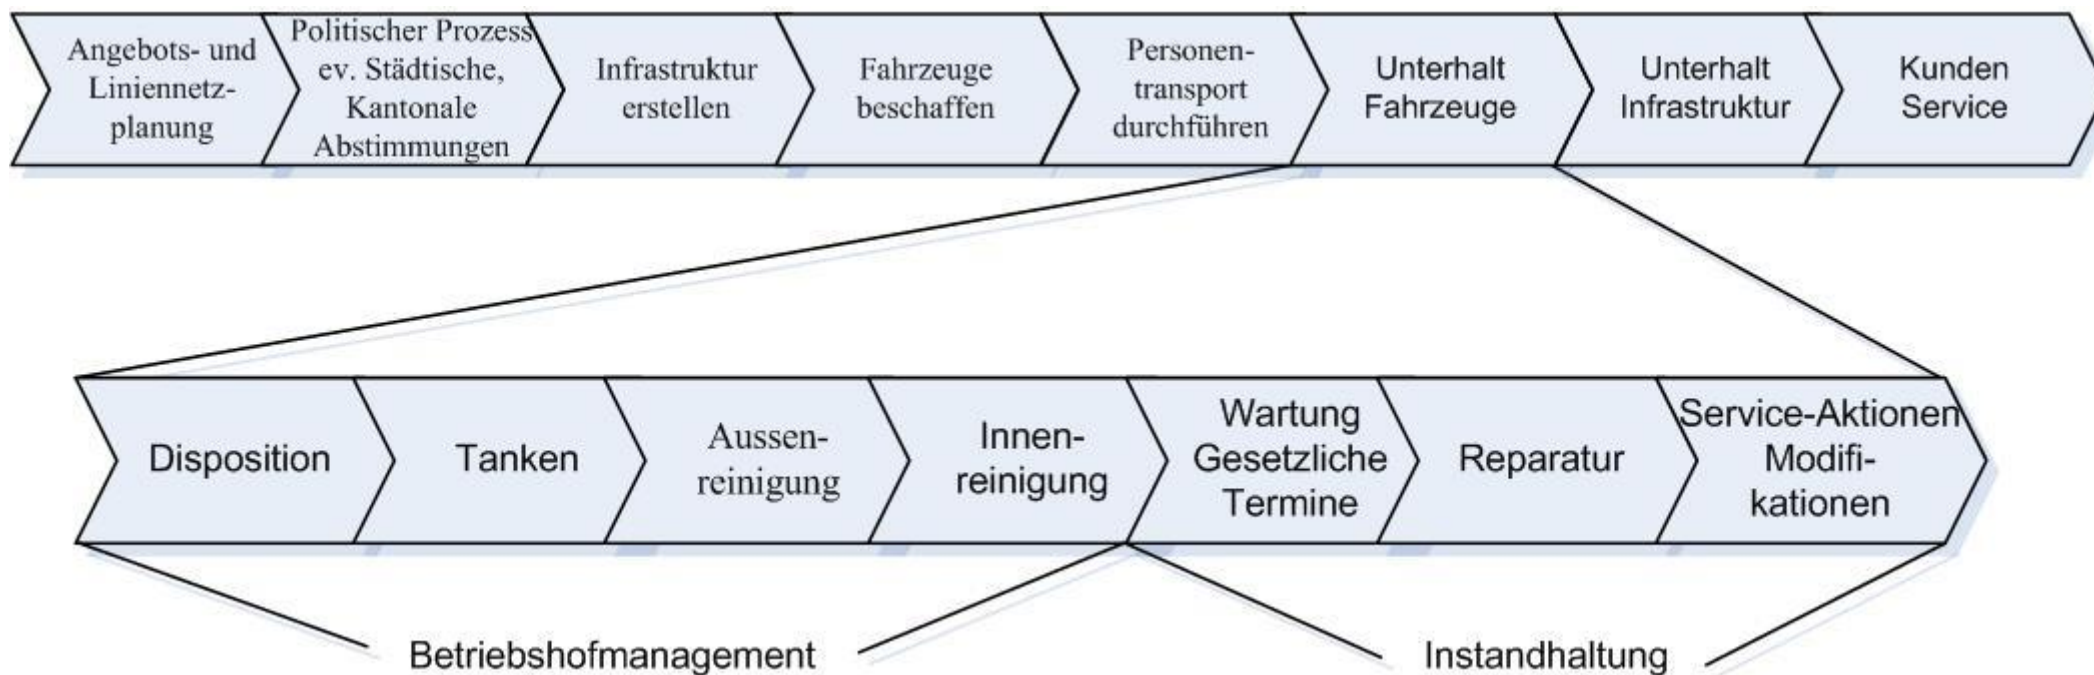 Angebots- und
Liniennetz-
planung
Politischer Prozess
ev. Städtische,
Kantonale
Abstimmungen
Infrastruktur
erstellen
Fahrzeuge
beschaffen
Personen-
transport
durchführen
Unterhalt
Fahrzeuge
Unterhalt
Infrastruktur
Kunden
Service
Disposition
Tanken
Aussen-
reinigung
Innen-
reinigung
Wartung
Gesetzliche
Termine
Reparatur
Service-Aktionen
Modifi-
kationen
Betriebshofmanagement
Instandhaltung